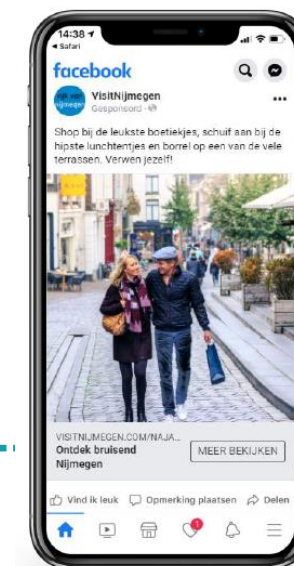 14:38
Safari
facebook
VisitNijmegen
Gesponsord
Shop bij de leukste boetiekjes, schuif aan bij de
hipste lunchtentjes en borrel op een van de vele
terrassen. Verwen jezelf!
VISITNIJMEGEN.COM/NAJA...
Ontdek bruisend
Nijmegen
MEER BEKIJKEN
Vind ik leuk Opmerking plaatsen Delen